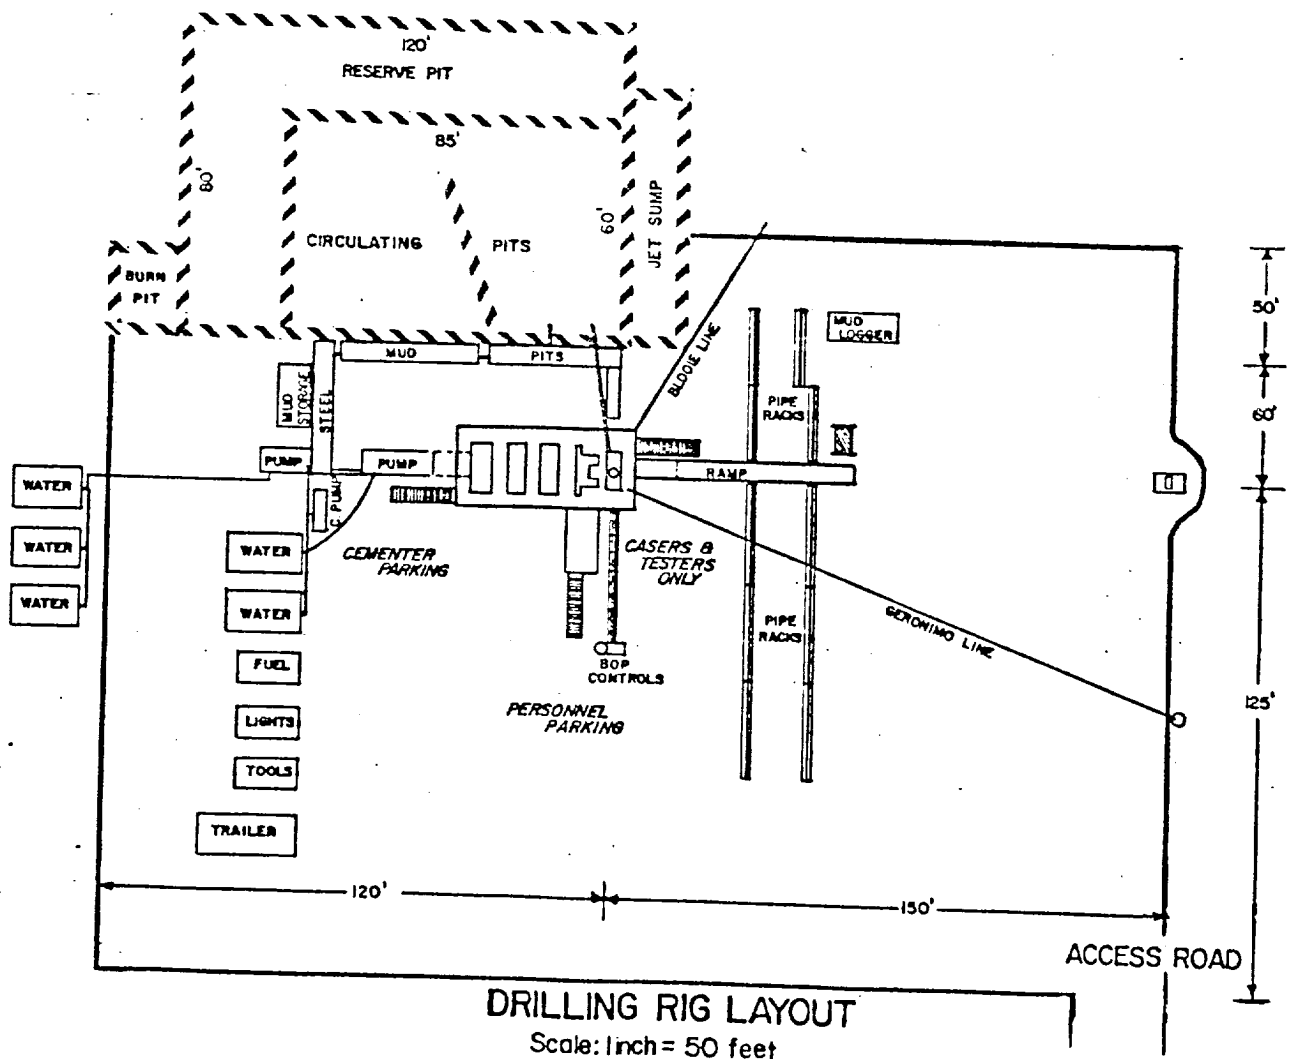 120'
RESERVE PIT
85'
80'
60'
JET SUMP
CIRCULATING PITS
BURN
PIT
50'
MUD
LOGGER
BLOOIE LINE
MUD PITS
MUD
STORAGE
STEEL
PIPE
RACKS
60'
PUMP
PUMP
RAMP
WATER
C. PUMP
WATER
WATER
CEMENTER
PARKING
CASERS &
TESTERS
ONLY
WATER
WATER
GERONIMO LINE
PIPE
RACKS
FUEL
BOP
CONTROLS
125'
LIGHTS
PERSONNEL
PARKING
TOOLS
TRAILER
120'
150'
ACCESS ROAD
DRILLING RIG LAYOUT
Scale: 1 inch = 50 feet